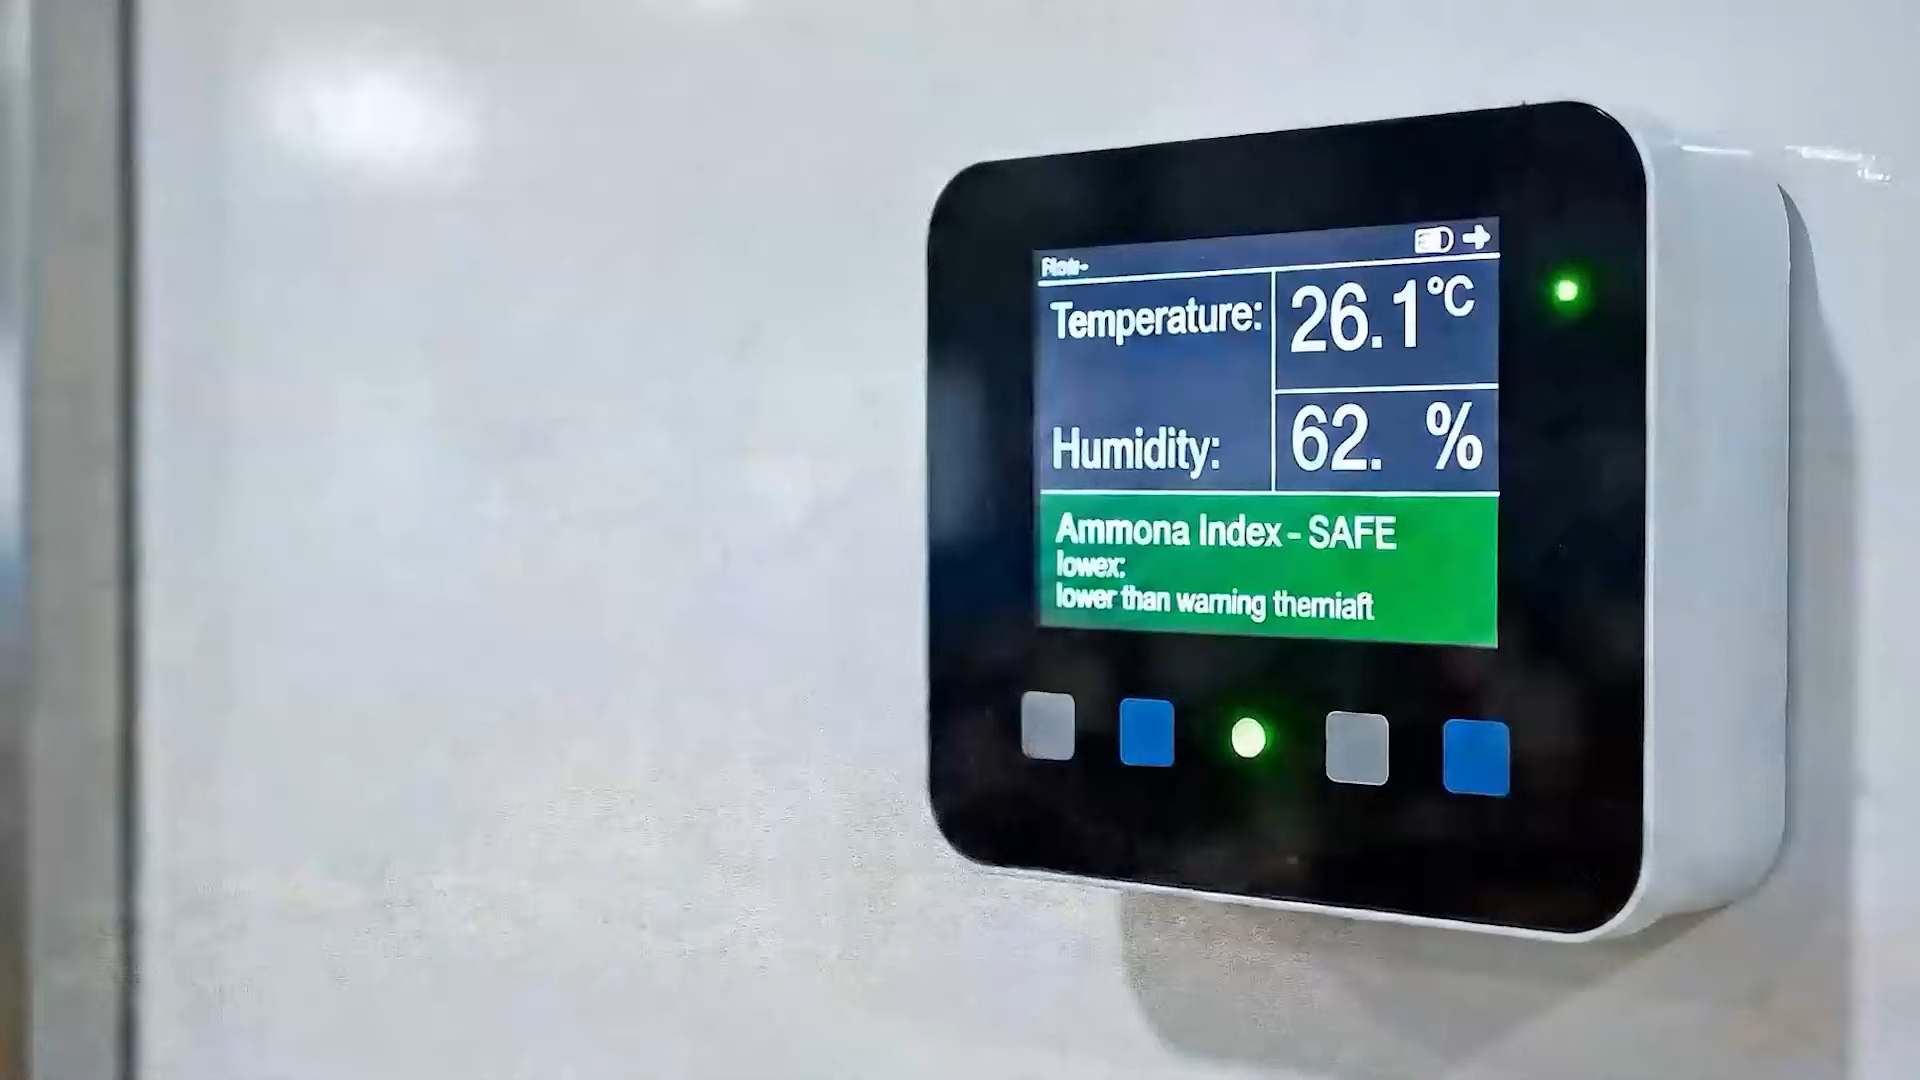 Temperature: 26.1°C
Humidity: 62. %
Ammona Index - SAFE
lowex:
lower than warning themiaft